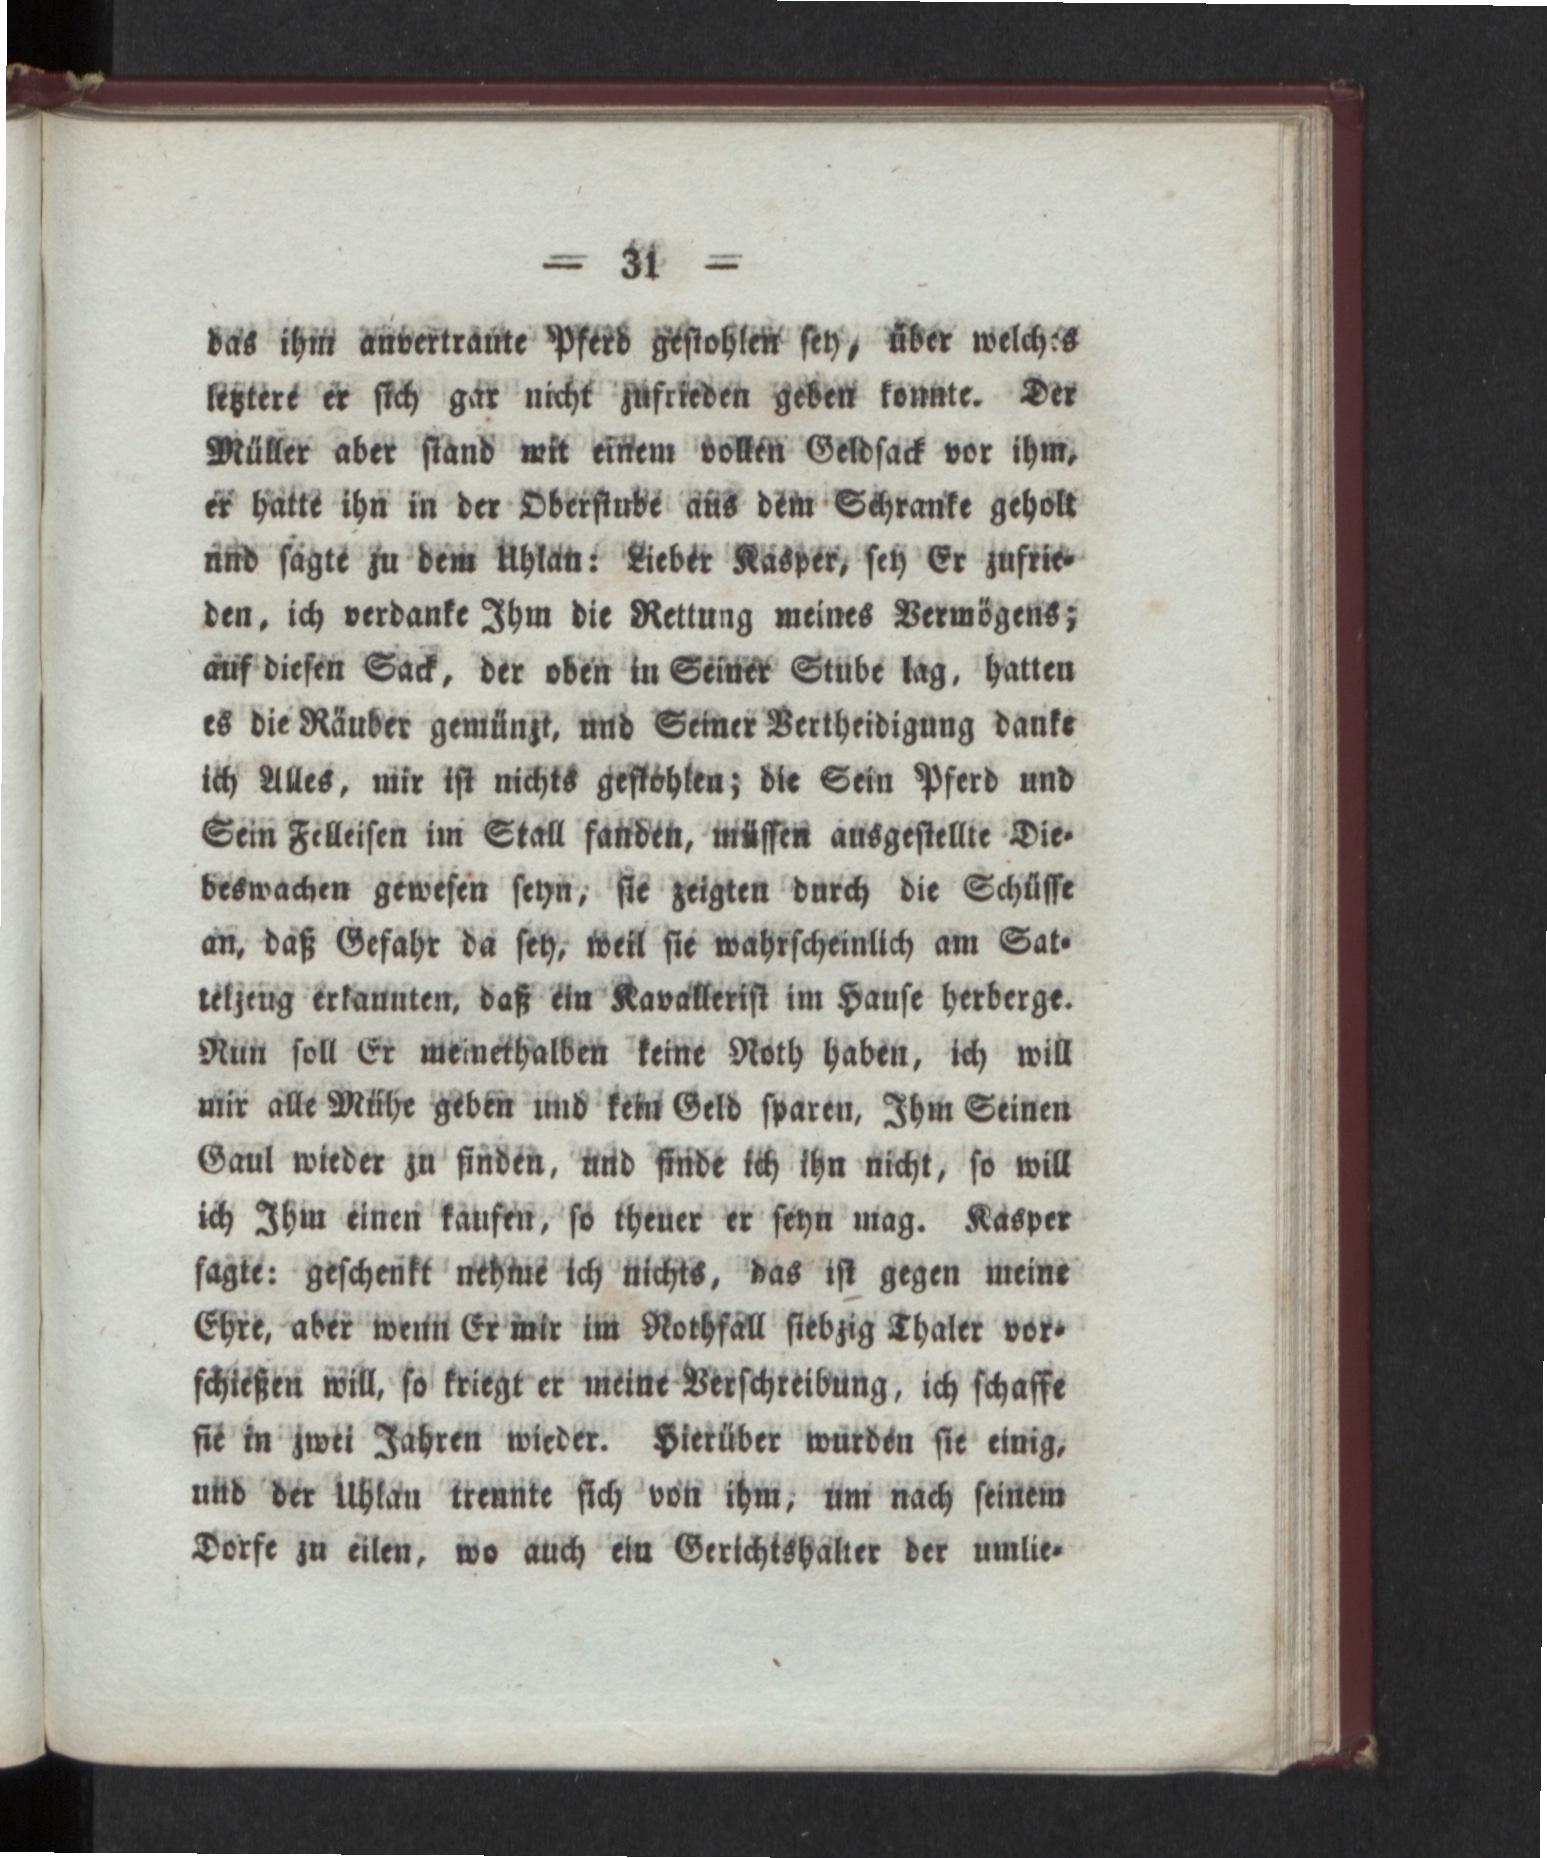 = 31 =
das ihm anvertraute Pferd gestohlen sey, über welches
letztere er sich gar nicht zufrieden geben konnte. Der
Müller aber stand mit einem vollen Geldsack vor ihm,
er hatte ihn in der Oberstube aus dem Schranke geholt
und sagte zu dem Uhlan: Lieber Kasper, sey Er zufrie-
den, ich verdanke Ihm die Rettung meines Vermögens;
auf diesen Sack, der oben in Seiner Stube lag, hatten
es die Räuber gemünzt, und Seiner Vertheidigung danke
ich Alles, mir ist nichts gestohlen; die Sein Pferd und
Sein Felleisen im Stall fanden, müssen ausgestellte Die-
beswachen gewesen seyn, sie zeigten durch die Schüsse
an, daß Gefahr da sey, weil sie wahrscheinlich am Sat-
telzeug erkannten, daß ein Kavallerist im Hause herberge.
Nun soll Er meinethalben keine Noth haben, ich will
mir alle Mühe geben und kein Geld sparen, Ihm Seinen
Gaul wieder zu finden, und finde ich ihn nicht, so will
ich Ihm einen kaufen, so theuer er seyn mag. Kasper
sagte: geschenkt nehme ich nichts, das ist gegen meine
Ehre, aber wenn Er mir im Nothfall siebzig Thaler vor-
schießen will, so kriegt er meine Verschreibung, ich schaffe
sie in zwei Jahren wieder. Hierüber wurden sie einig,
und der Uhlan trennte sich von ihm, um nach seinem
Dorfe zu eilen, wo auch ein Gerichtshalter der umlie-